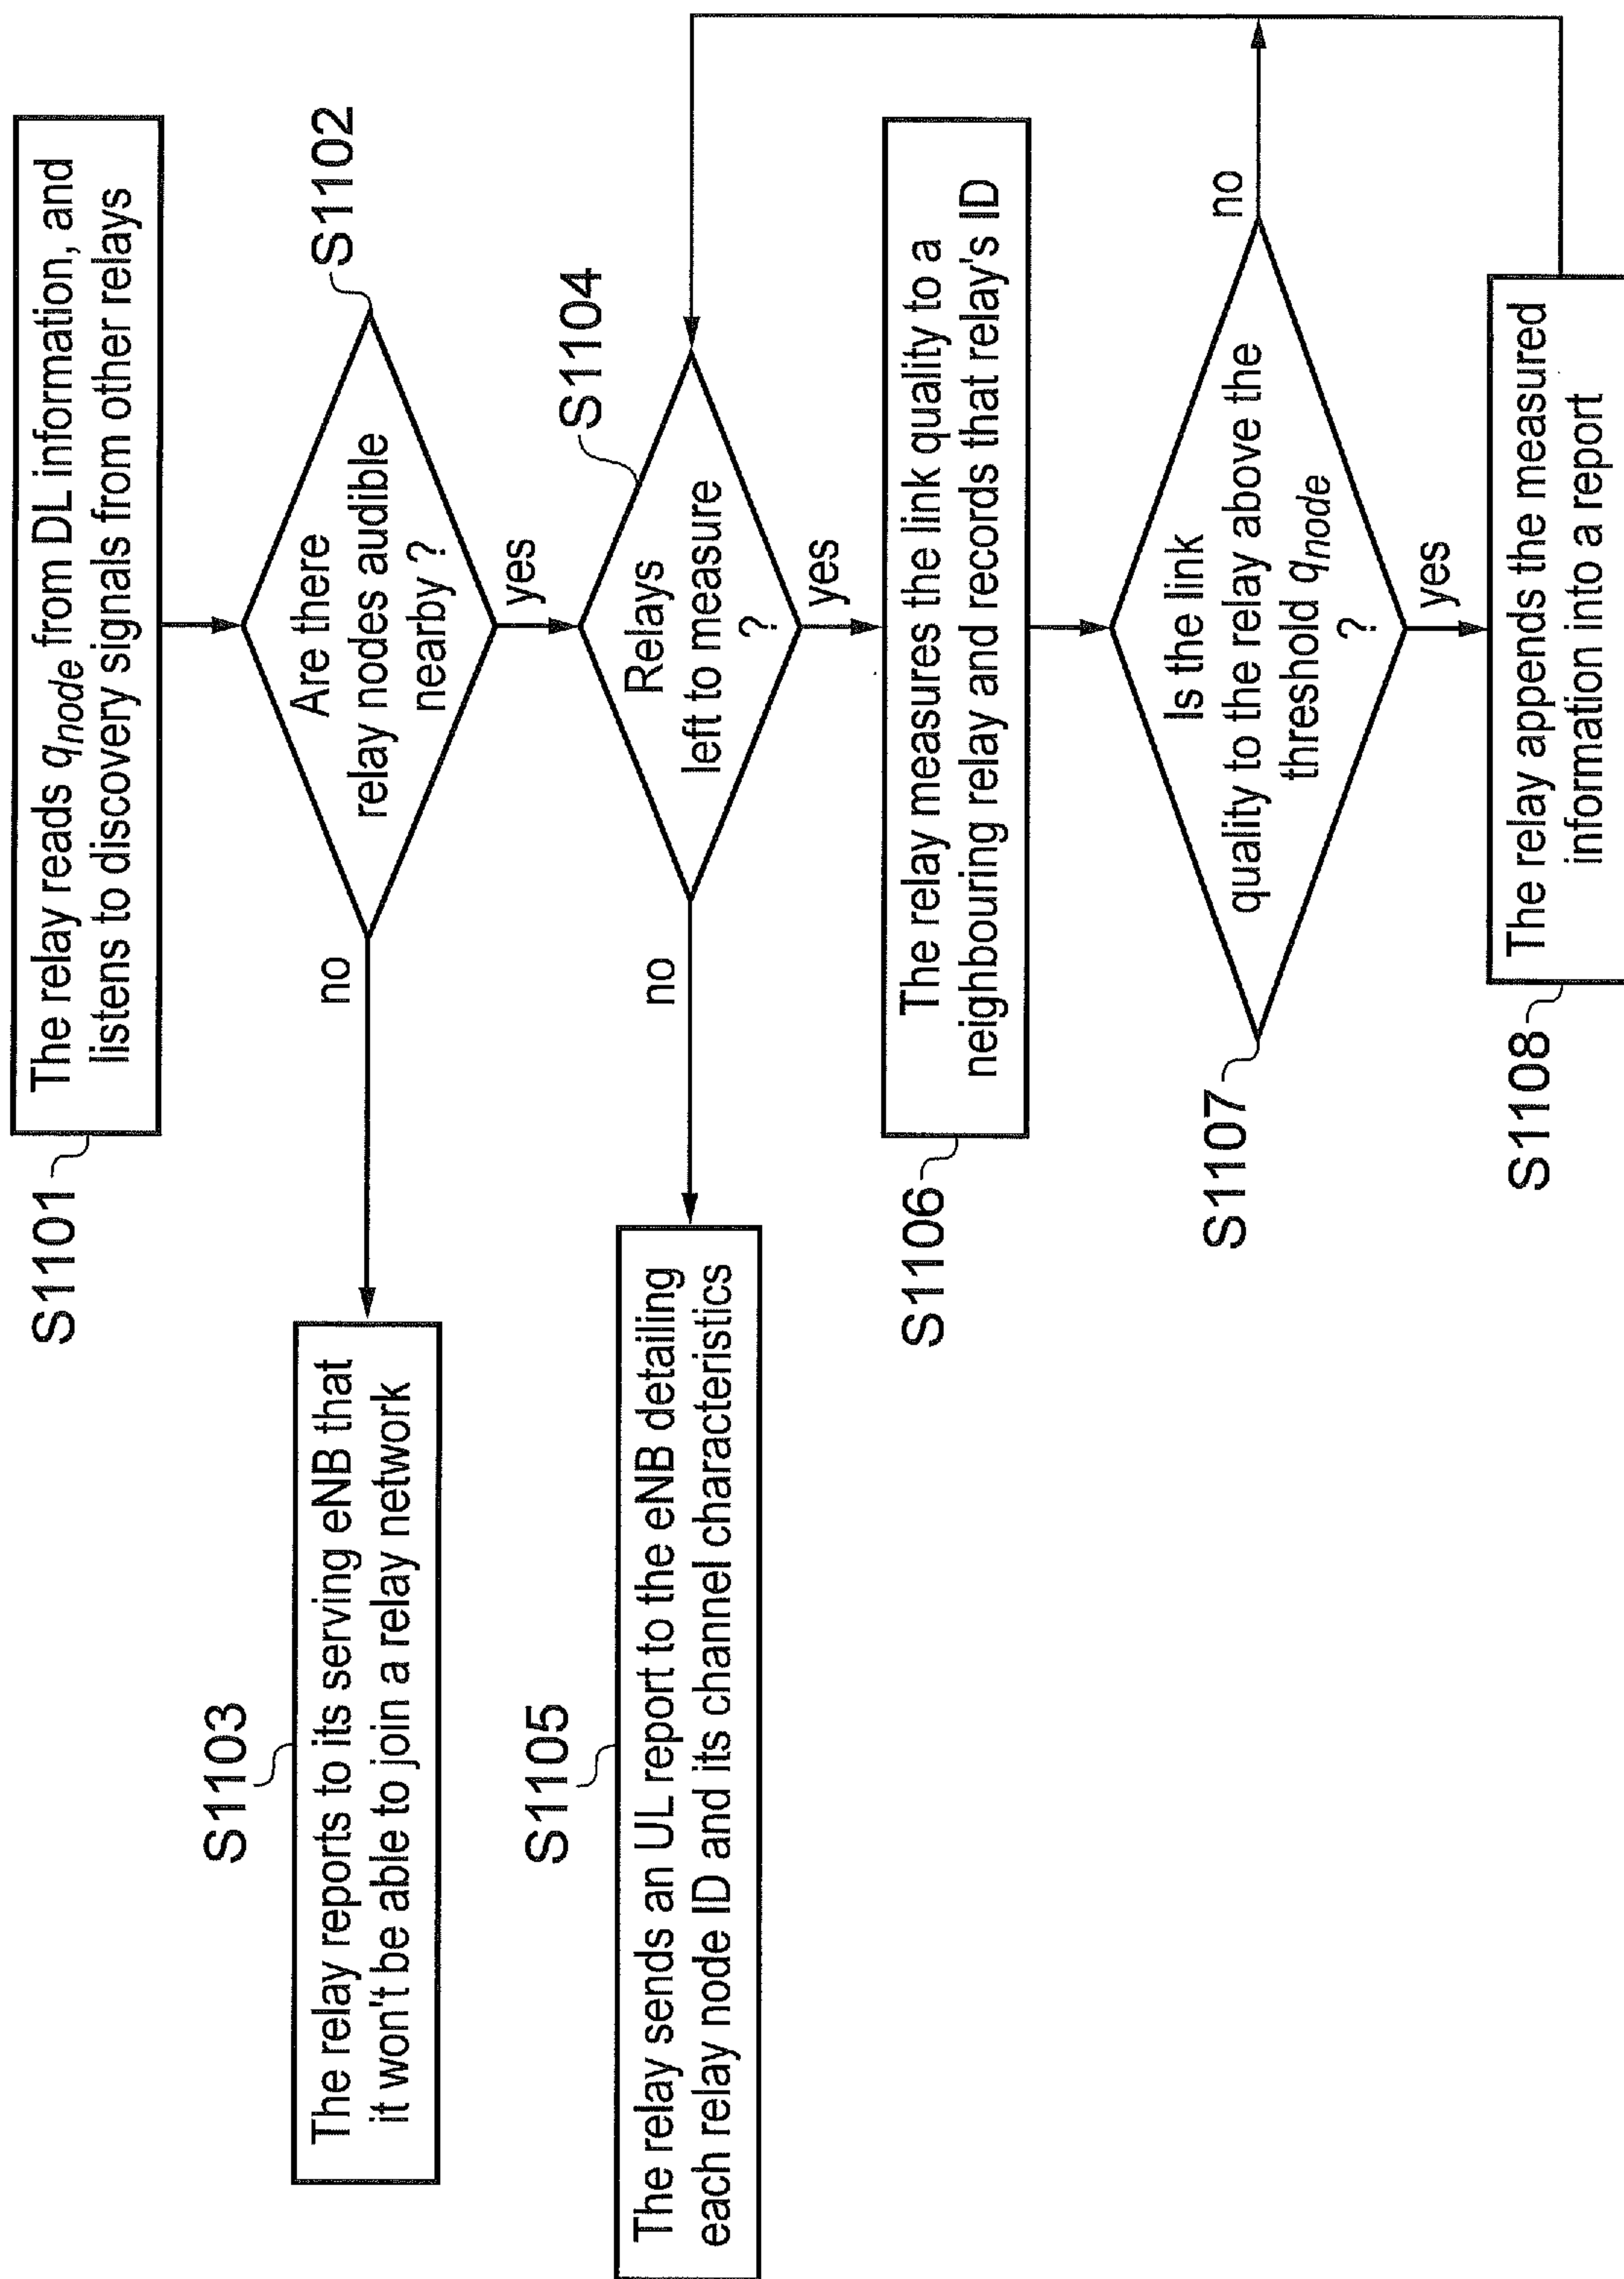 S1101
The relay reads qnode from DL information, and
listens to discovery signals from other relays
S1102
Are there
relay nodes audible
nearby ?
no
yes
S1103
The relay reports to its serving eNB that
it won't be able to join a relay network
S1104
Relays
left to measure
?
no
yes
S1105
The relay sends an UL report to the eNB detailing
each relay node ID and its channel characteristics
S1106
The relay measures the link quality to a
neighbouring relay and records that relay's ID
S1107
Is the link
quality to the relay above the
threshold qnode
?
no
yes
S1108
The relay appends the measured
information into a report